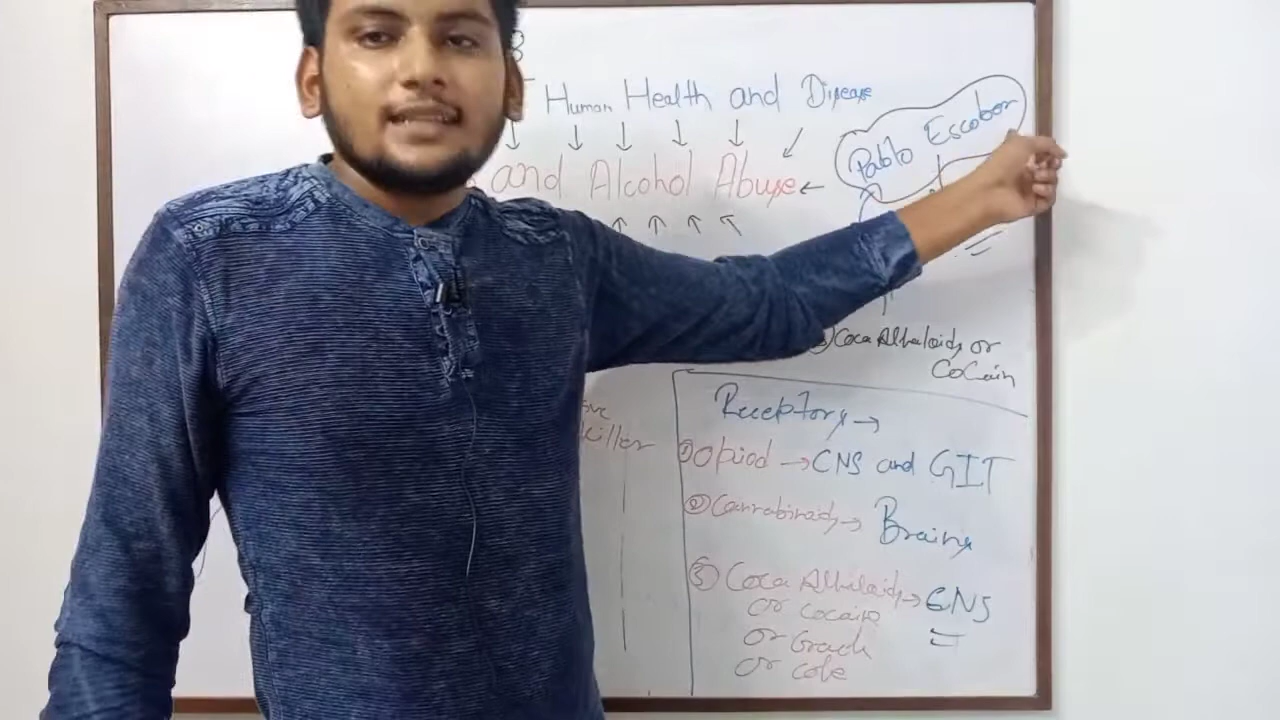 8
Human Health and Disease
and Alcohol Abuse
Pablo Escobar
Coca Alkaloids or
CoCain
Receptors →
killer
① Opiod → CNS and GIT
② Cannabinoids → Brain
③ Coca Alkaloids → CNS
or Cocaine
or Crack
or Coke